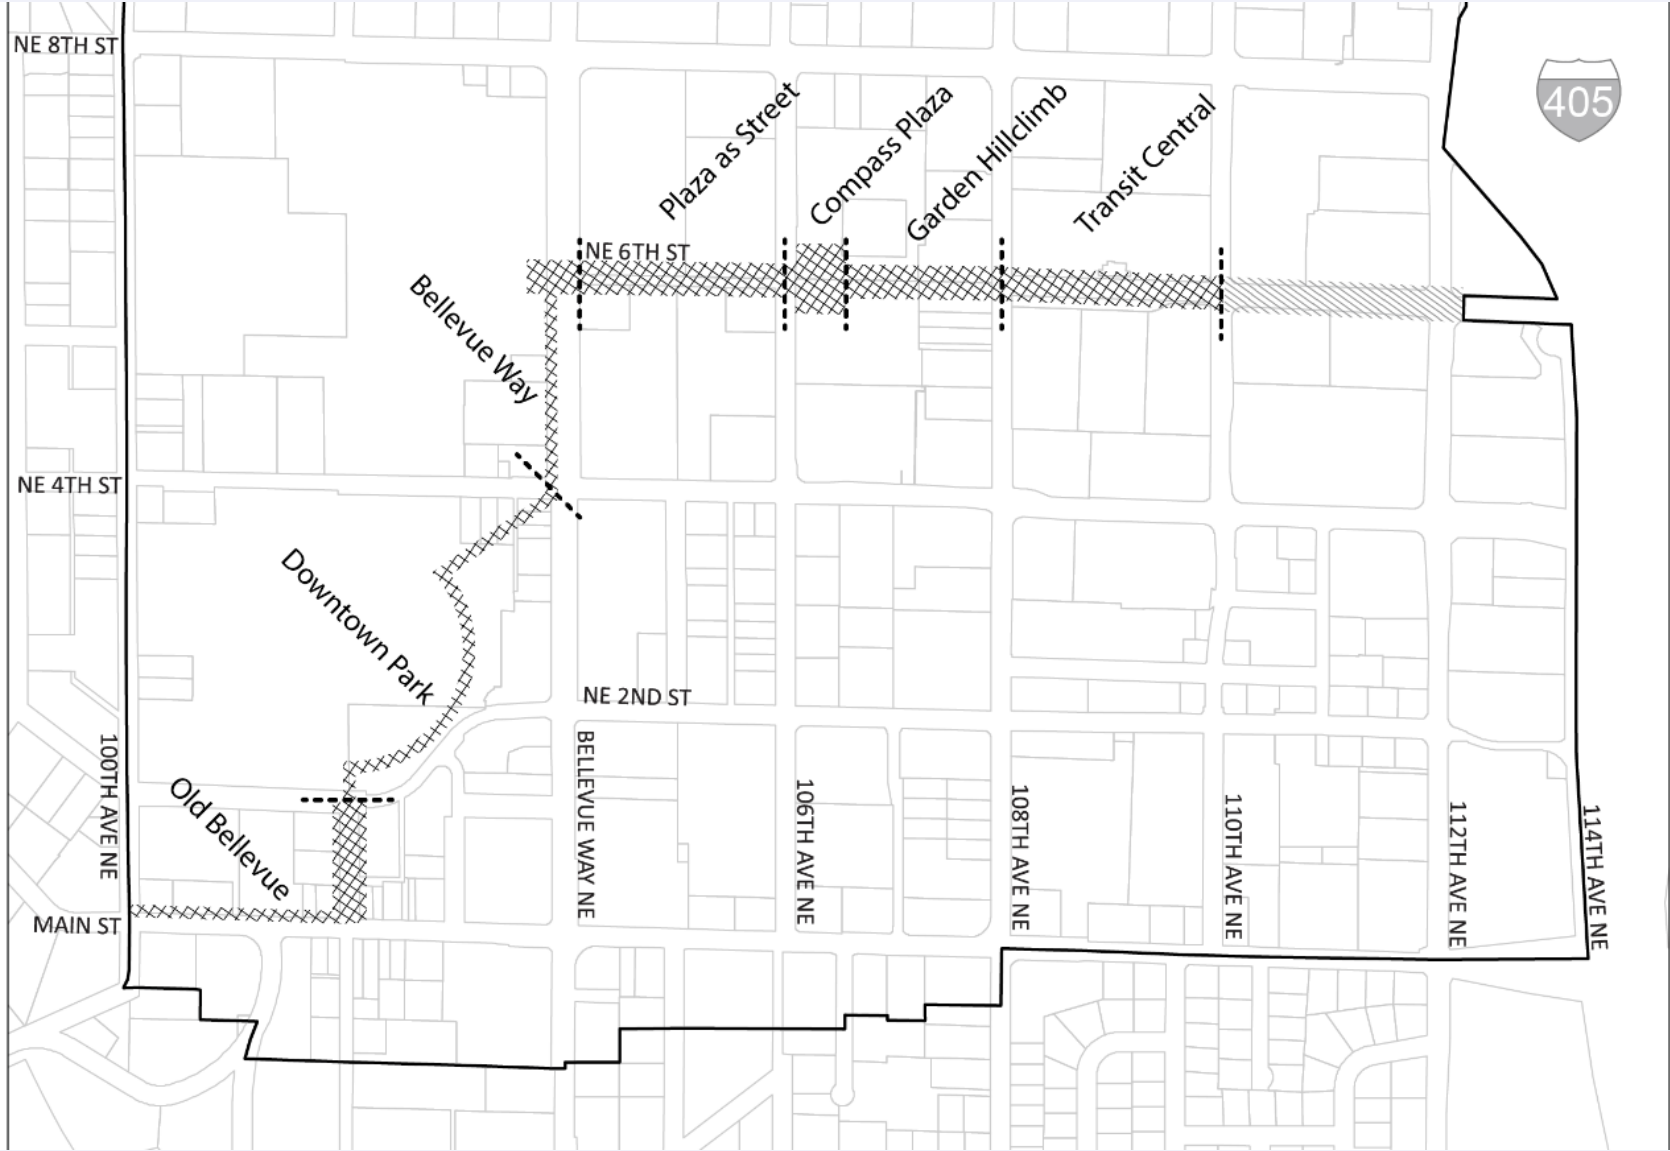 NE 8TH ST
405
Plaza as Street
Compass Plaza
Garden Hillclimb
Transit Central
NE 6TH ST
Bellevue Way
NE 4TH ST
Downtown Park
NE 2ND ST
100TH AVE NE
Old Bellevue
BELLEVUE WAY NE
106TH AVE NE
108TH AVE NE
110TH AVE NE
112TH AVE NE
114TH AVE NE
MAIN ST